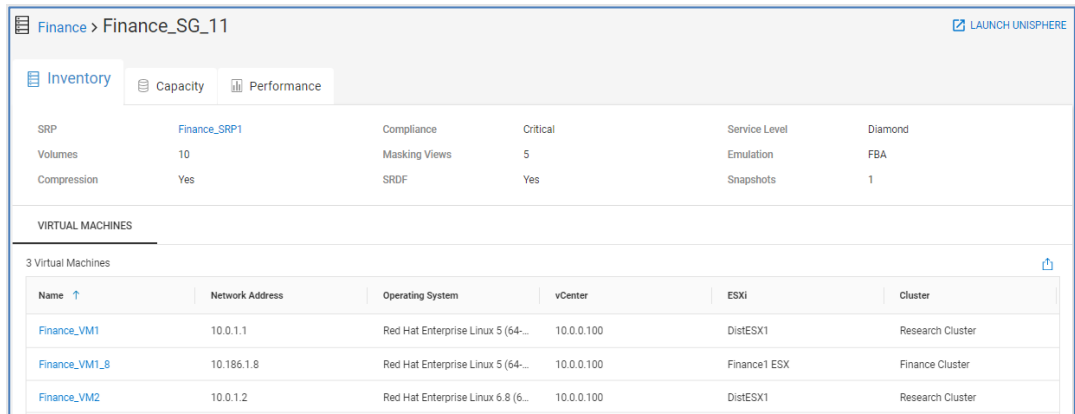 Finance > Finance_SG_11 LAUNCH UNISPHERE
Inventory Capacity Performance
SRP Finance_SRP1 Compliance Critical Service Level Diamond
Volumes 10 Masking Views 5 Emulation FBA
Compression Yes SRDF Yes Snapshots 1
VIRTUAL MACHINES
3 Virtual Machines
Name ↑ Network Address Operating System vCenter ESXi Cluster
Finance_VM1 10.0.1.1 Red Hat Enterprise Linux 5 (64-... 10.0.0.100 DistESX1 Research Cluster
Finance_VM1_8 10.186.1.8 Red Hat Enterprise Linux 5 (64-... 10.0.0.100 Finance1 ESX Finance Cluster
Finance_VM2 10.0.1.2 Red Hat Enterprise Linux 6.8 (6... 10.0.0.100 DistESX1 Research Cluster